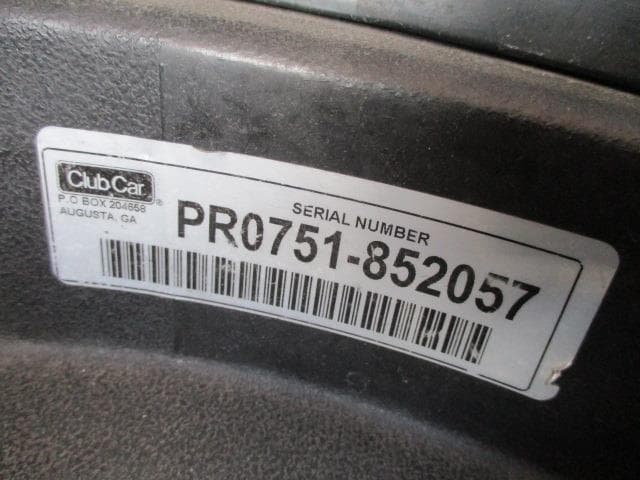 Club Car®
P.O BOX 204658
AUGUSTA, GA
SERIAL NUMBER
PR0751-852057